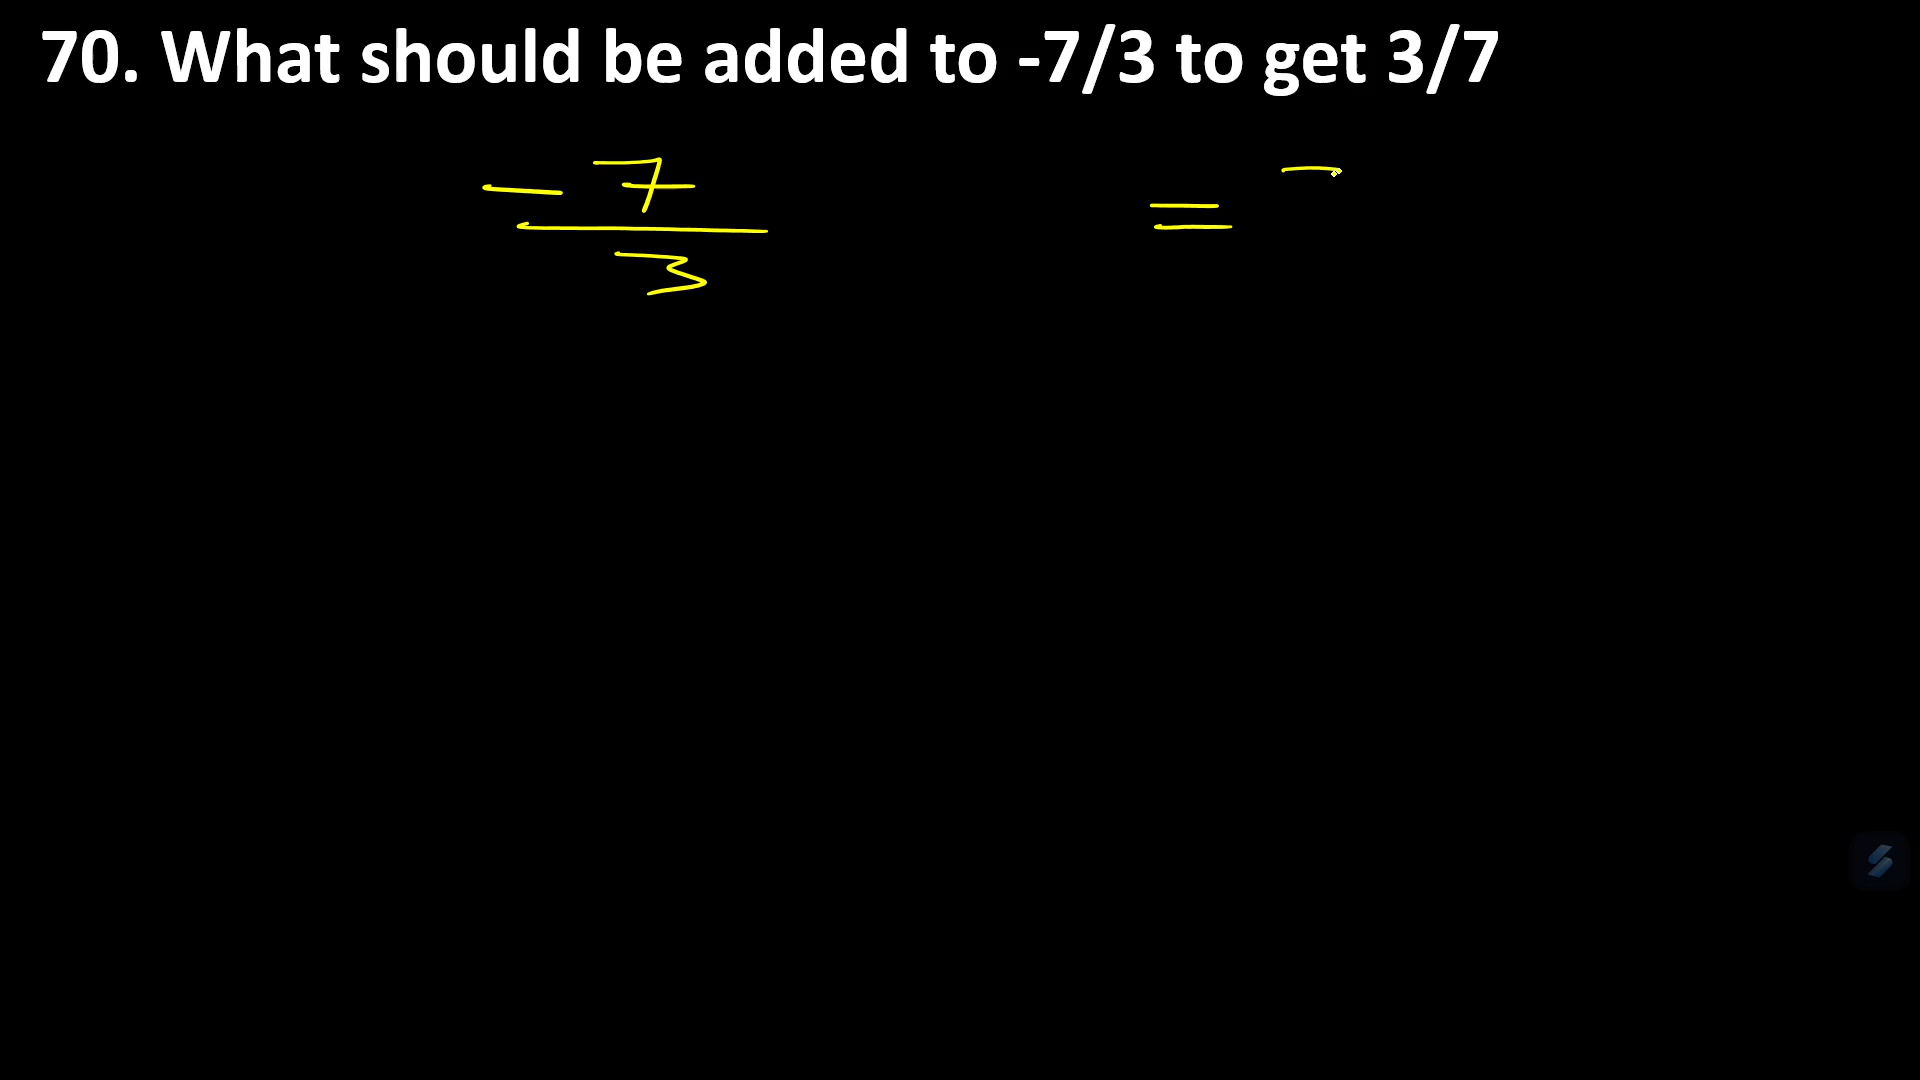 70. What should be added to -7/3 to get 3/7
- 7/3 =